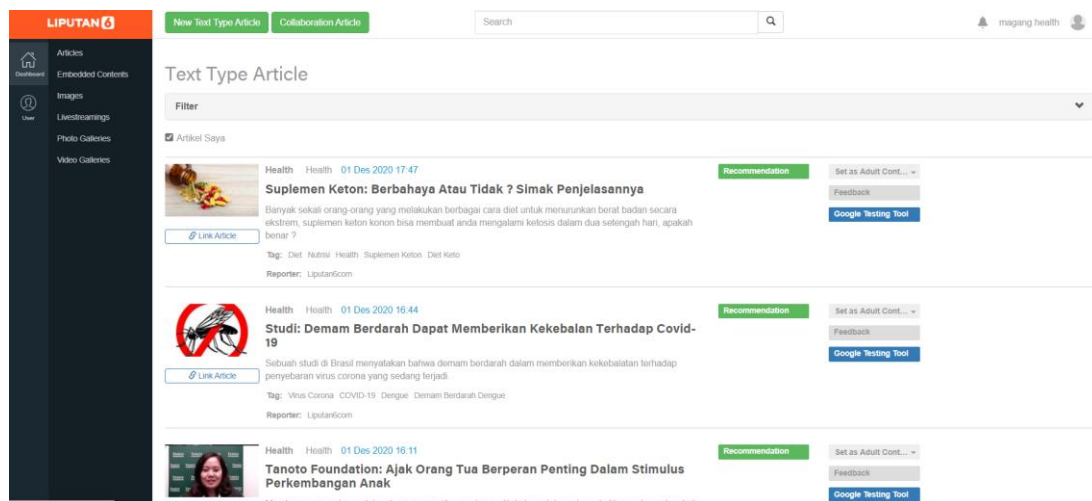 LIPUTAN 6
New Text Type Article
Collaboration Article
Search
magang.health
Dashboard
User
Articles
Embedded Contents
Images
Livestreamings
Photo Galleries
Video Galleries
Text Type Article
Filter
Artikel Saya
Health Health 01 Des 2020 17:47
Suplemen Keton: Berbahaya Atau Tidak ? Simak Penjelasannya
Banyak sekali orang-orang yang melakukan berbagai cara diet untuk menurunkan berat badan secara
ekstrem, suplemen keton konon bisa membuat anda mengalami ketosis dalam dua setengah hari, apakah
benar ?
Tag: Diet Nutrisi Health Suplemen Keton Diet Keto
Reporter: Liputan6com
Link Article
Recommendation
Set as Adult Cont...
Feedback
Google Testing Tool
Health Health 01 Des 2020 16:44
Studi: Demam Berdarah Dapat Memberikan Kekebalan Terhadap Covid-
19
Sebuah studi di Brasil menyatakan bahwa demam berdarah dalam memberikan kekebalatan terhadap
penyebaran virus corona yang sedang terjadi.
Tag: Virus Corona COVID-19 Dengue Demam Berdarah Dengue
Reporter: Liputan6com
Link Article
Recommendation
Set as Adult Cont...
Feedback
Google Testing Tool
Health Health 01 Des 2020 16:11
Tanoto Foundation: Ajak Orang Tua Berperan Penting Dalam Stimulus
Perkembangan Anak
Recommendation
Set as Adult Cont...
Feedback
Google Testing Tool